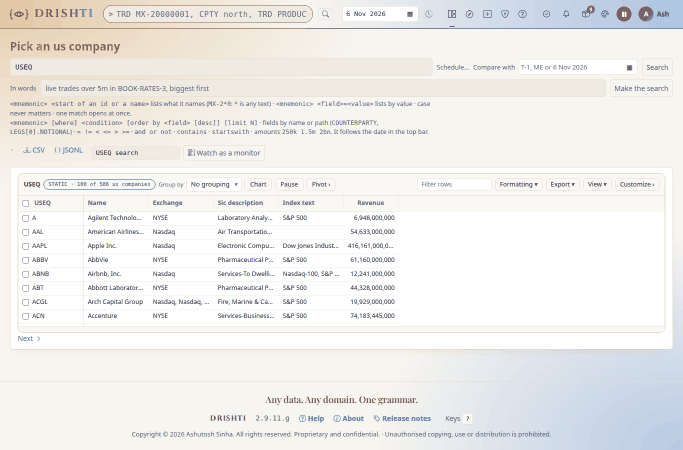 DRISHTI
> TRD MX-20000001, CPTY north, TRD PRODUC
6 Nov 2026
Ash
Pick an us company
USEQ
Schedule... Compare with T-1, ME or 6 Nov 2026 Search
In words live trades over 5m in BOOK-RATES-3, biggest first Make the search
<mnemonic> <start of an id or a name> lists what it names (MX-2*0: * is any text) · <mnemonic> <field>=<value> lists by value · case
never matters · one match opens at once.
<mnemonic> [where] <condition> [order by <field> [desc]] [limit N] · fields by name or path (COUNTERPARTY,
LEGS[0].NOTIONAL) · = != < <= > >= · and or not · contains · startswith · amounts 250k 1.5m 2bn. It follows the date in the top bar.
CSV {} JSONL USEQ search Watch as a monitor
USEQ STATIC · 100 of 586 us companies Group by No grouping Chart Pause Pivot › Filter rows Formatting ▾ Export ▾ View ▾ Customize ›
USEQ Name Exchange Sic description Index text Revenue
A Agilent Technolo... NYSE Laboratory Analy... S&P 500 6,948,000,000
AAL American Airlines... Nasdaq Air Transportatio... 54,633,000,000
AAPL Apple Inc. Nasdaq Electronic Compu... Dow Jones Indust... 416,161,000,0...
ABBV AbbVie NYSE Pharmaceutical P... S&P 500 61,160,000,000
ABNB Airbnb, Inc. Nasdaq Services-To Dwelli... Nasdaq-100, S&P ... 12,241,000,000
ABT Abbott Laborator... NYSE Pharmaceutical P... S&P 500 44,328,000,000
ACGL Arch Capital Group Nasdaq, Nasdaq, ... Fire, Marine & Ca... S&P 500 19,929,000,000
ACN Accenture NYSE Services-Business... S&P 500 74,183,445,000
Next
Any data. Any domain. One grammar.
DRISHTI 2.9.11.g Help About Release notes Keys ?
Copyright © 2026 Ashutosh Sinha. All rights reserved. Proprietary and confidential. · Unauthorised copying, use or distribution is prohibited.